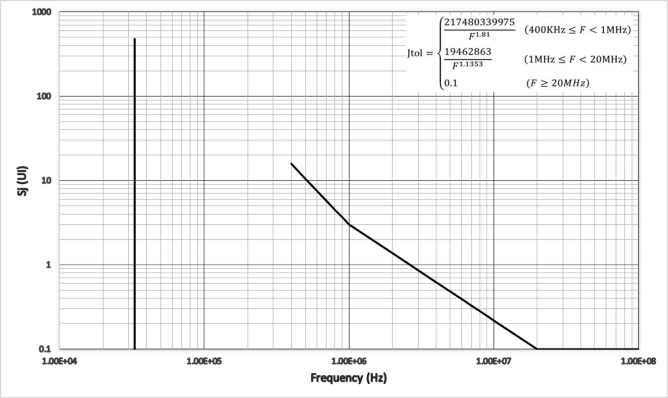 1000
100
10
1
0.1
Sj (UI)
1.00E+04
1.00E+05
1.00E+06
1.00E+07
1.00E+08
Frequency (Hz)
Jtol =
217480339975
F^1.81
(400KHz ≤ F < 1MHz)
19462863
F^1.1353
(1MHz ≤ F < 20MHz)
0.1
(F ≥ 20MHz)